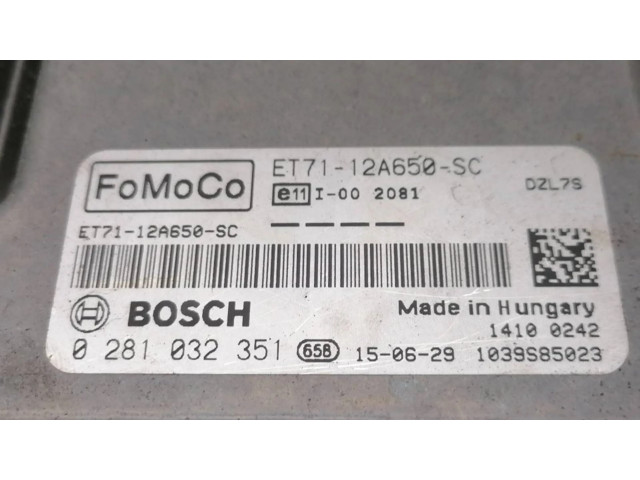 FoMoCo
ET71-12A650-SC
e11 I-00 2081
DZL7S
ET71-12A650-SC
— — — —
BOSCH
Made in Hungary
1410 0242
0 281 032 351 658 15-06-29 1039S85023